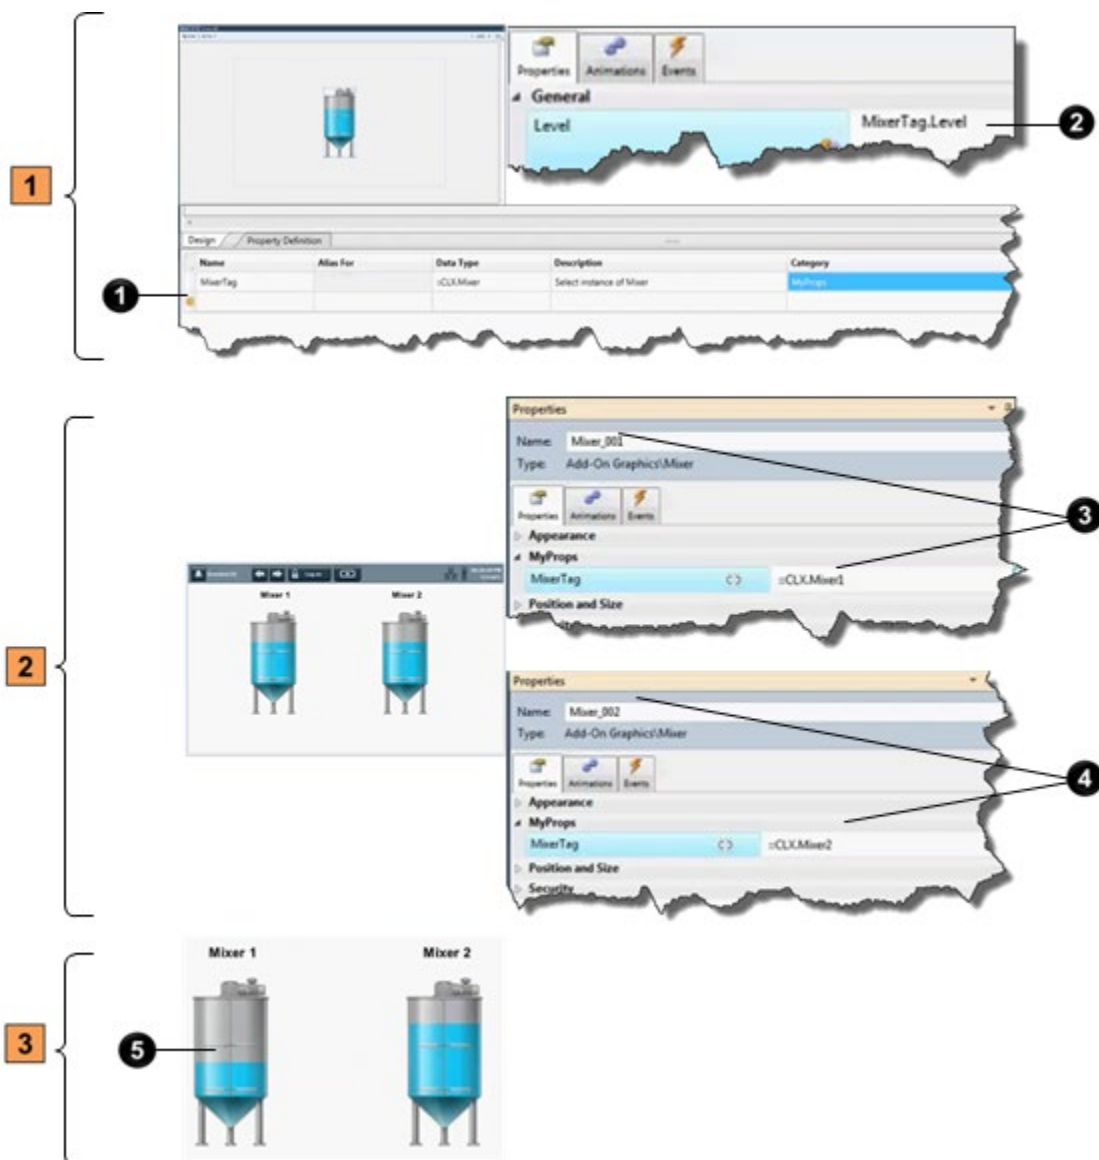 1
Properties
Animations
Events
General
Level
MixerTag.Level
2
Design
Property Definition
Name
Alias For
Data Type
Description
Category
MixerTag
::CLX.Mixer
Select instance of Mixer
MyProps
1
2
Properties
Name: Mixer_001
Type: Add-On Graphics\Mixer
Properties
Animations
Events
Appearance
MyProps
MixerTag
::CLX.Mixer1
Position and Size
3
Mixer 1
Mixer 2
Properties
Name: Mixer_002
Type: Add-On Graphics\Mixer
Properties
Animations
Events
Appearance
MyProps
MixerTag
::CLX.Mixer2
Position and Size
Security
4
3
Mixer 1
Mixer 2
5